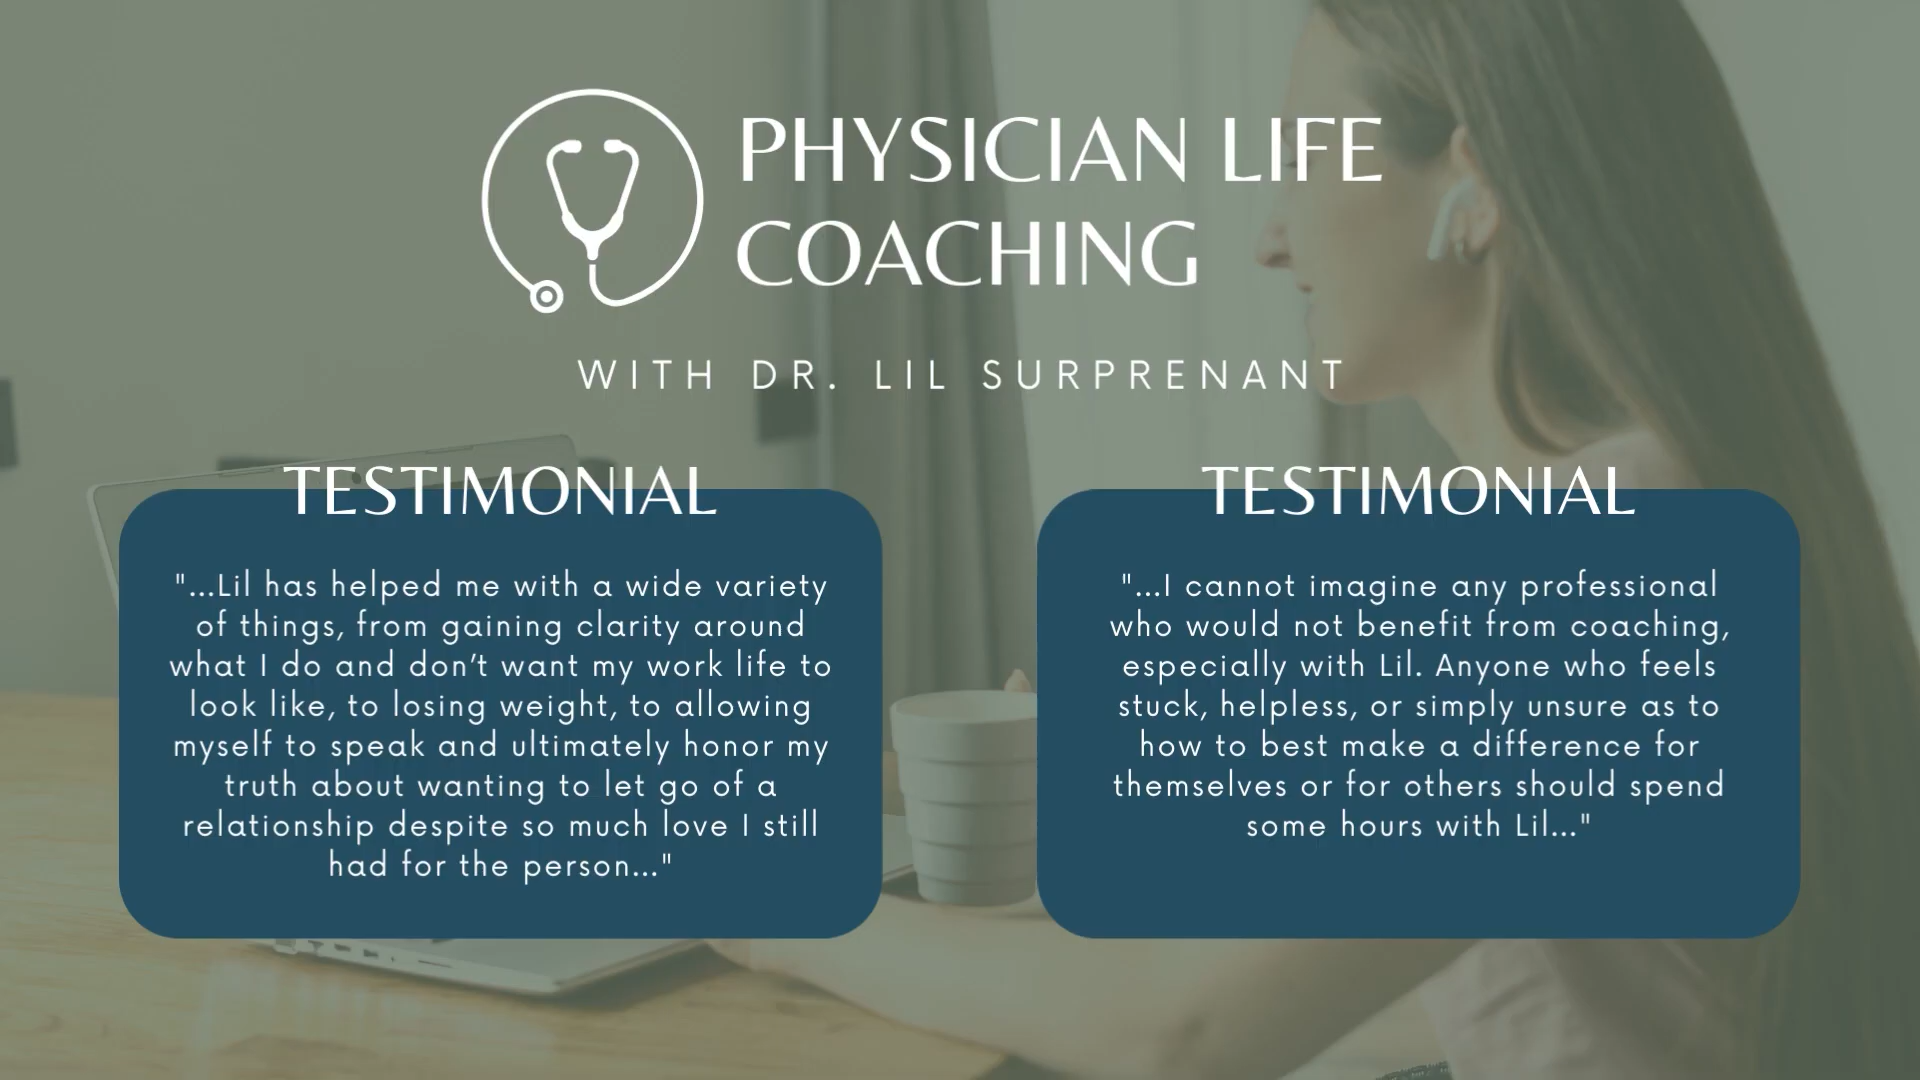 PHYSICIAN LIFE
COACHING
WITH DR. LIL SURPRENANT
TESTIMONIAL
"...Lil has helped me with a wide variety
of things, from gaining clarity around
what I do and don’t want my work life to
look like, to losing weight, to allowing
myself to speak and ultimately honor my
truth about wanting to let go of a
relationship despite so much love I still
had for the person..."
TESTIMONIAL
"...I cannot imagine any professional
who would not benefit from coaching,
especially with Lil. Anyone who feels
stuck, helpless, or simply unsure as to
how to best make a difference for
themselves or for others should spend
some hours with Lil..."